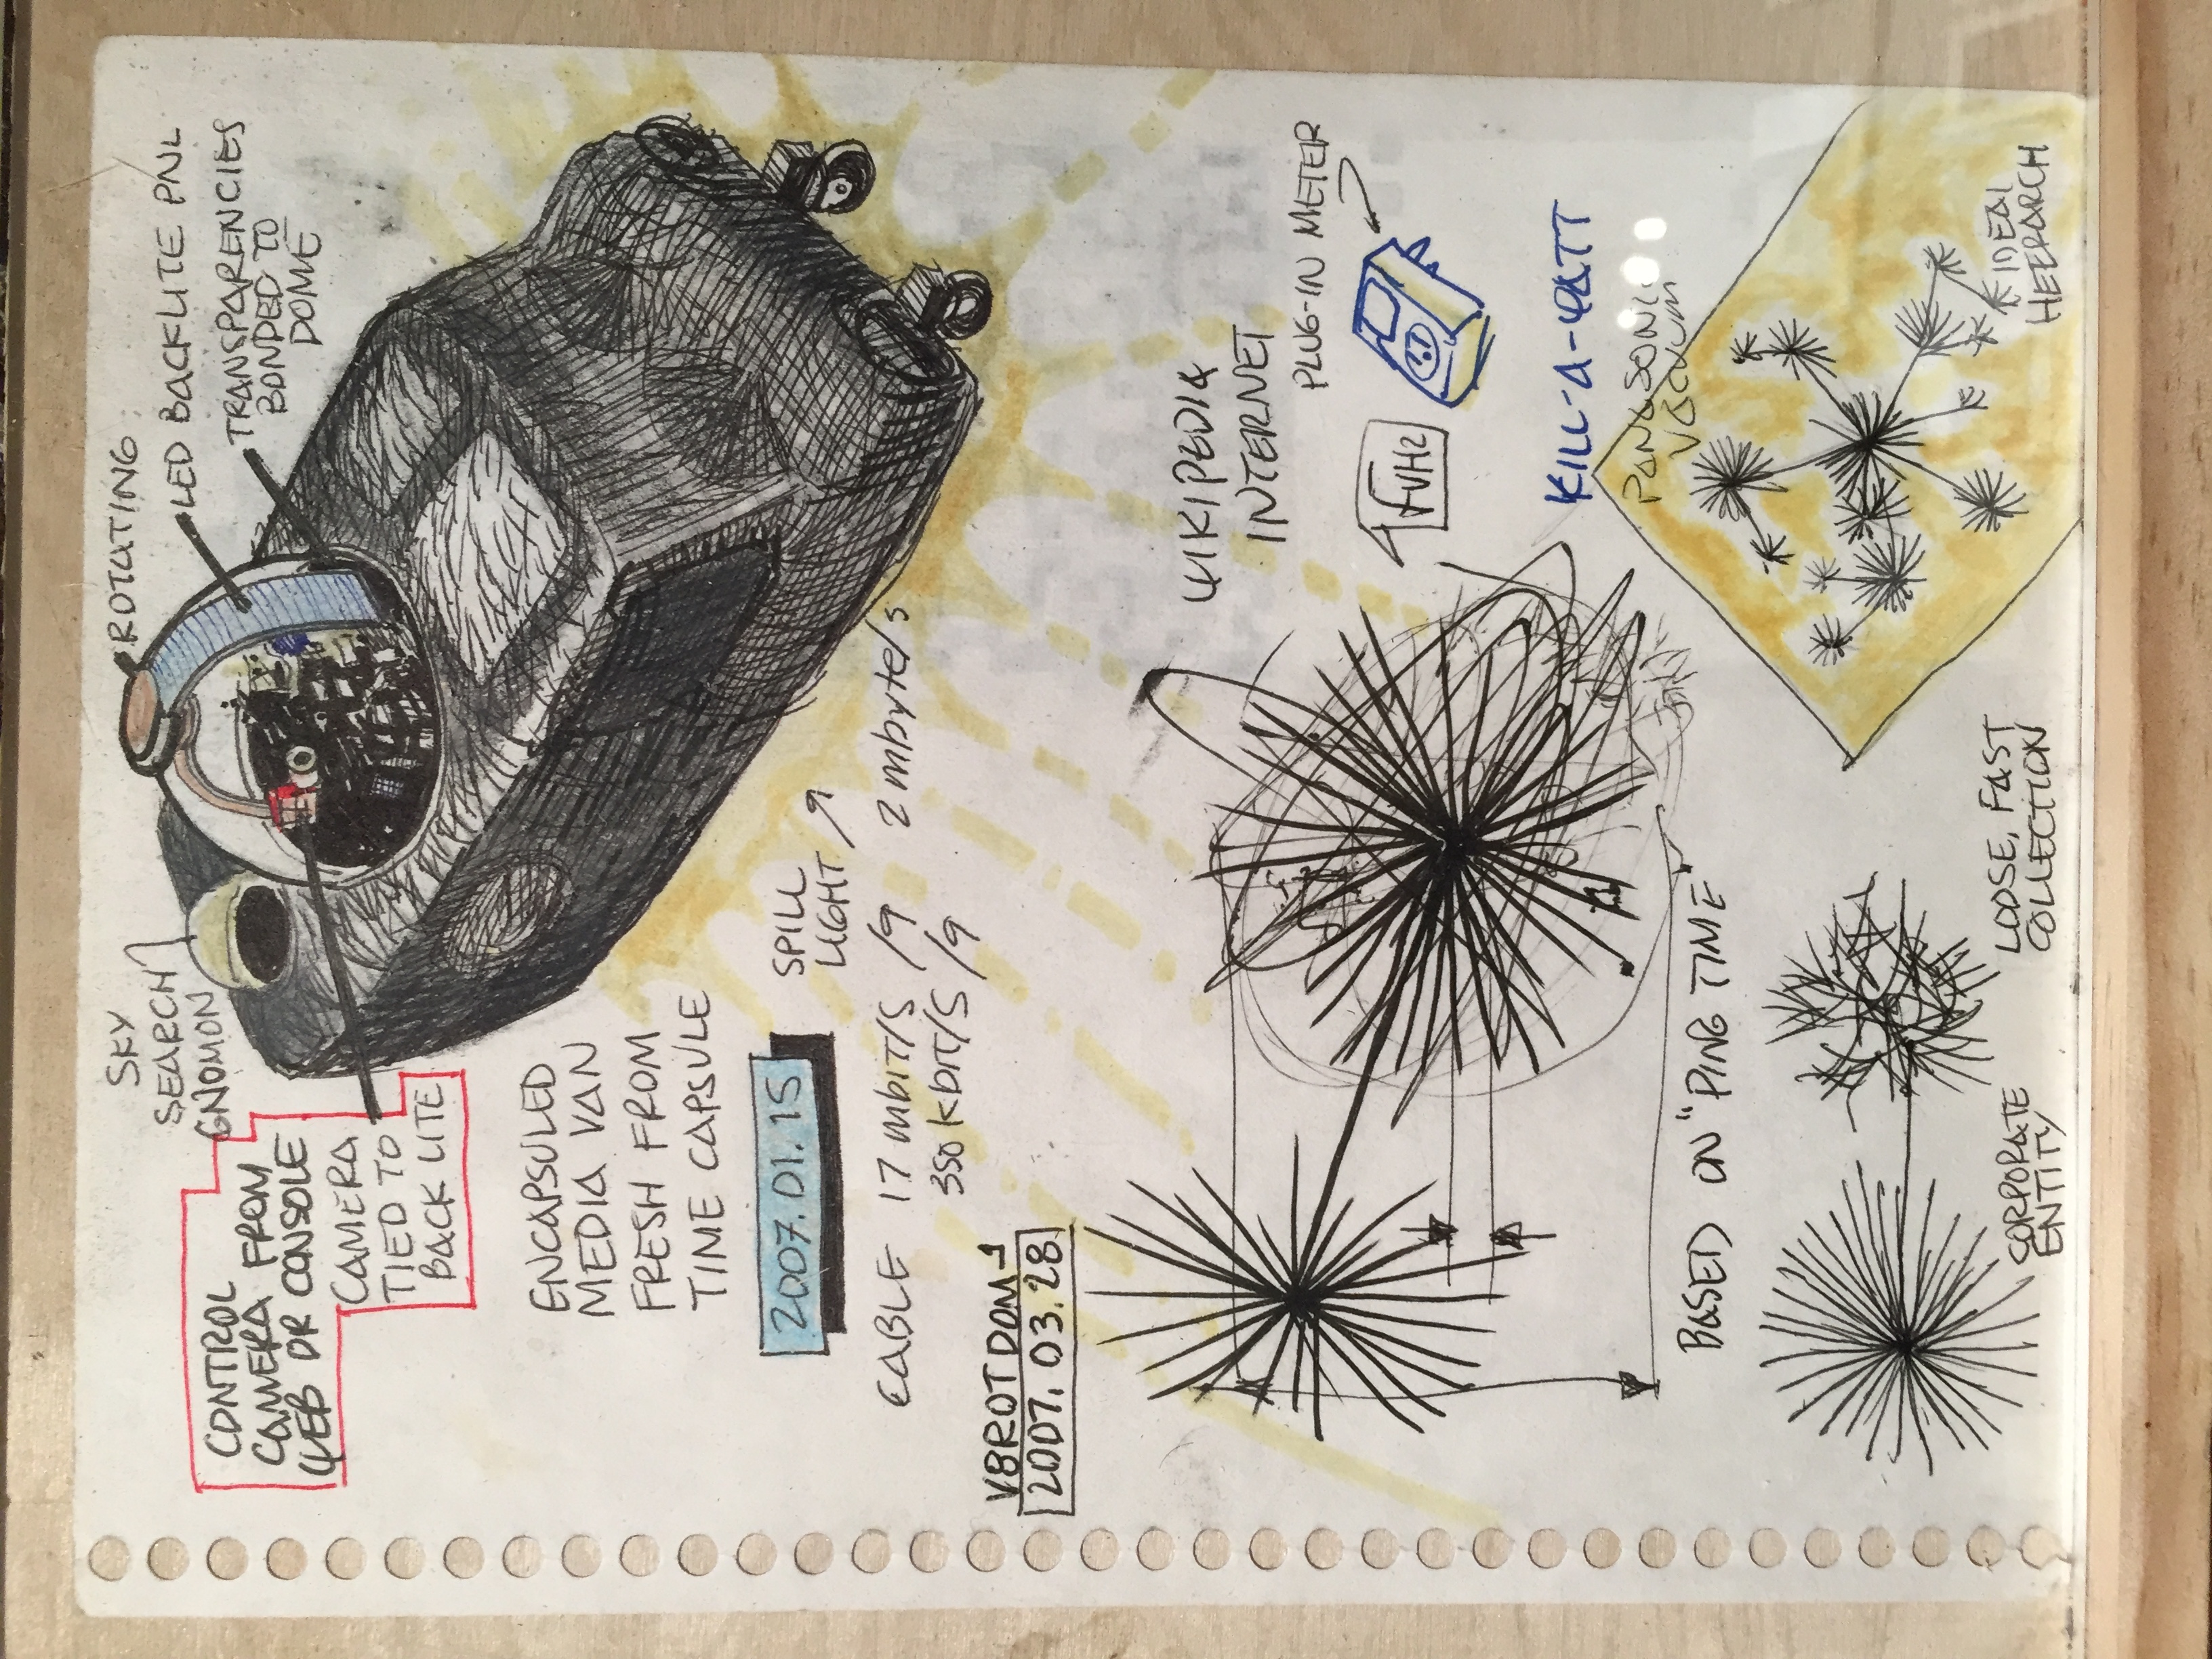 SKY
SEARCH
GNOMON
ROTATING
LED BACKLITE PNL
TRANSPARENCIES
BONDED TO
DOME
CONTROL
CAMERA FROM
WEB OR CONSOLE
CAMERA
TIED TO
BACK LITE
ENCAPSULED
MEDIA VAN
FRESH FROM
TIME CAPSULE
2007.01.15
SPILL
LIGHT
CABLE 17 mbit/s /9 2 mbyte/s
350 kbit/s /9
V8ROTDOM-1
2007.03.28
WIKIPEDIA
INTERNET
PLUG-IN METER
KILL-A-WATT
PANASONIC
VACUUM
BASED ON "PING TIME"
CORPORATE
ENTITY
LOOSE, FAST
COLLECTION
IDEAL
HEERARCH